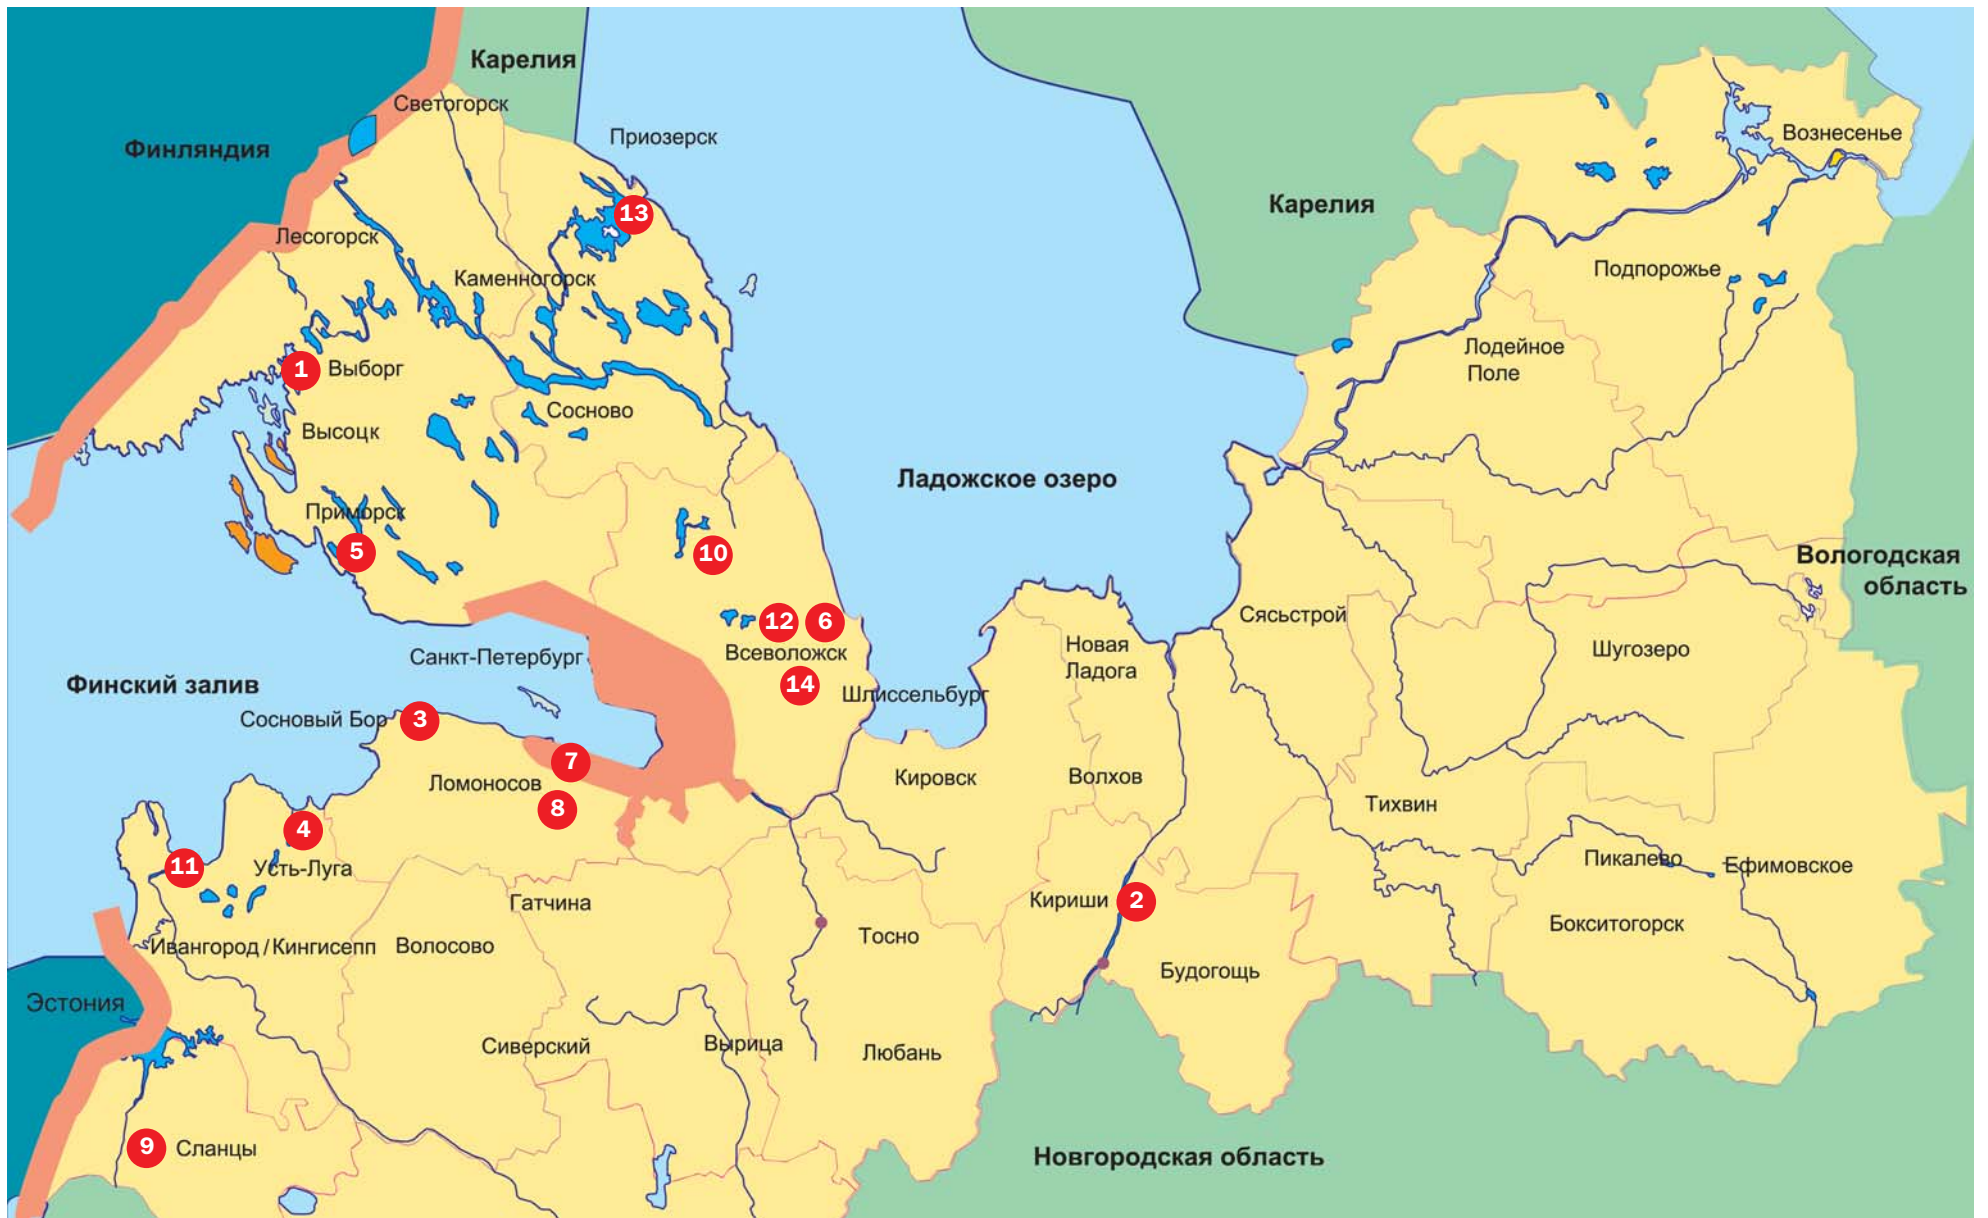 Карелия
Светогорск
Приозерск
Вознесенье
Финляндия
Карелия
13
Лесогорск
Каменногорск
Подпорожье
Лодейное
Поле
1
Выборг
Сосново
Высоцк
Ладожское озеро
Приморск
5
10
Вологодская
область
12
6
Сясьстрой
Новая
Ладога
Шугозеро
Санкт-Петербург
Всеволожск
Финский залив
14
Шлиссельбург
Сосновый Бор
3
7
Ломоносов
Кировск
Волхов
8
Тихвин
4
11
Усть-Луга
Пикалево
Ефимовское
Гатчина
Кириши
2
Бокситогорск
Ивангород/Кингисепп
Волосово
Тосно
Будогощь
Эстония
Сиверский
Вырица
Любань
9
Сланцы
Новгородская область